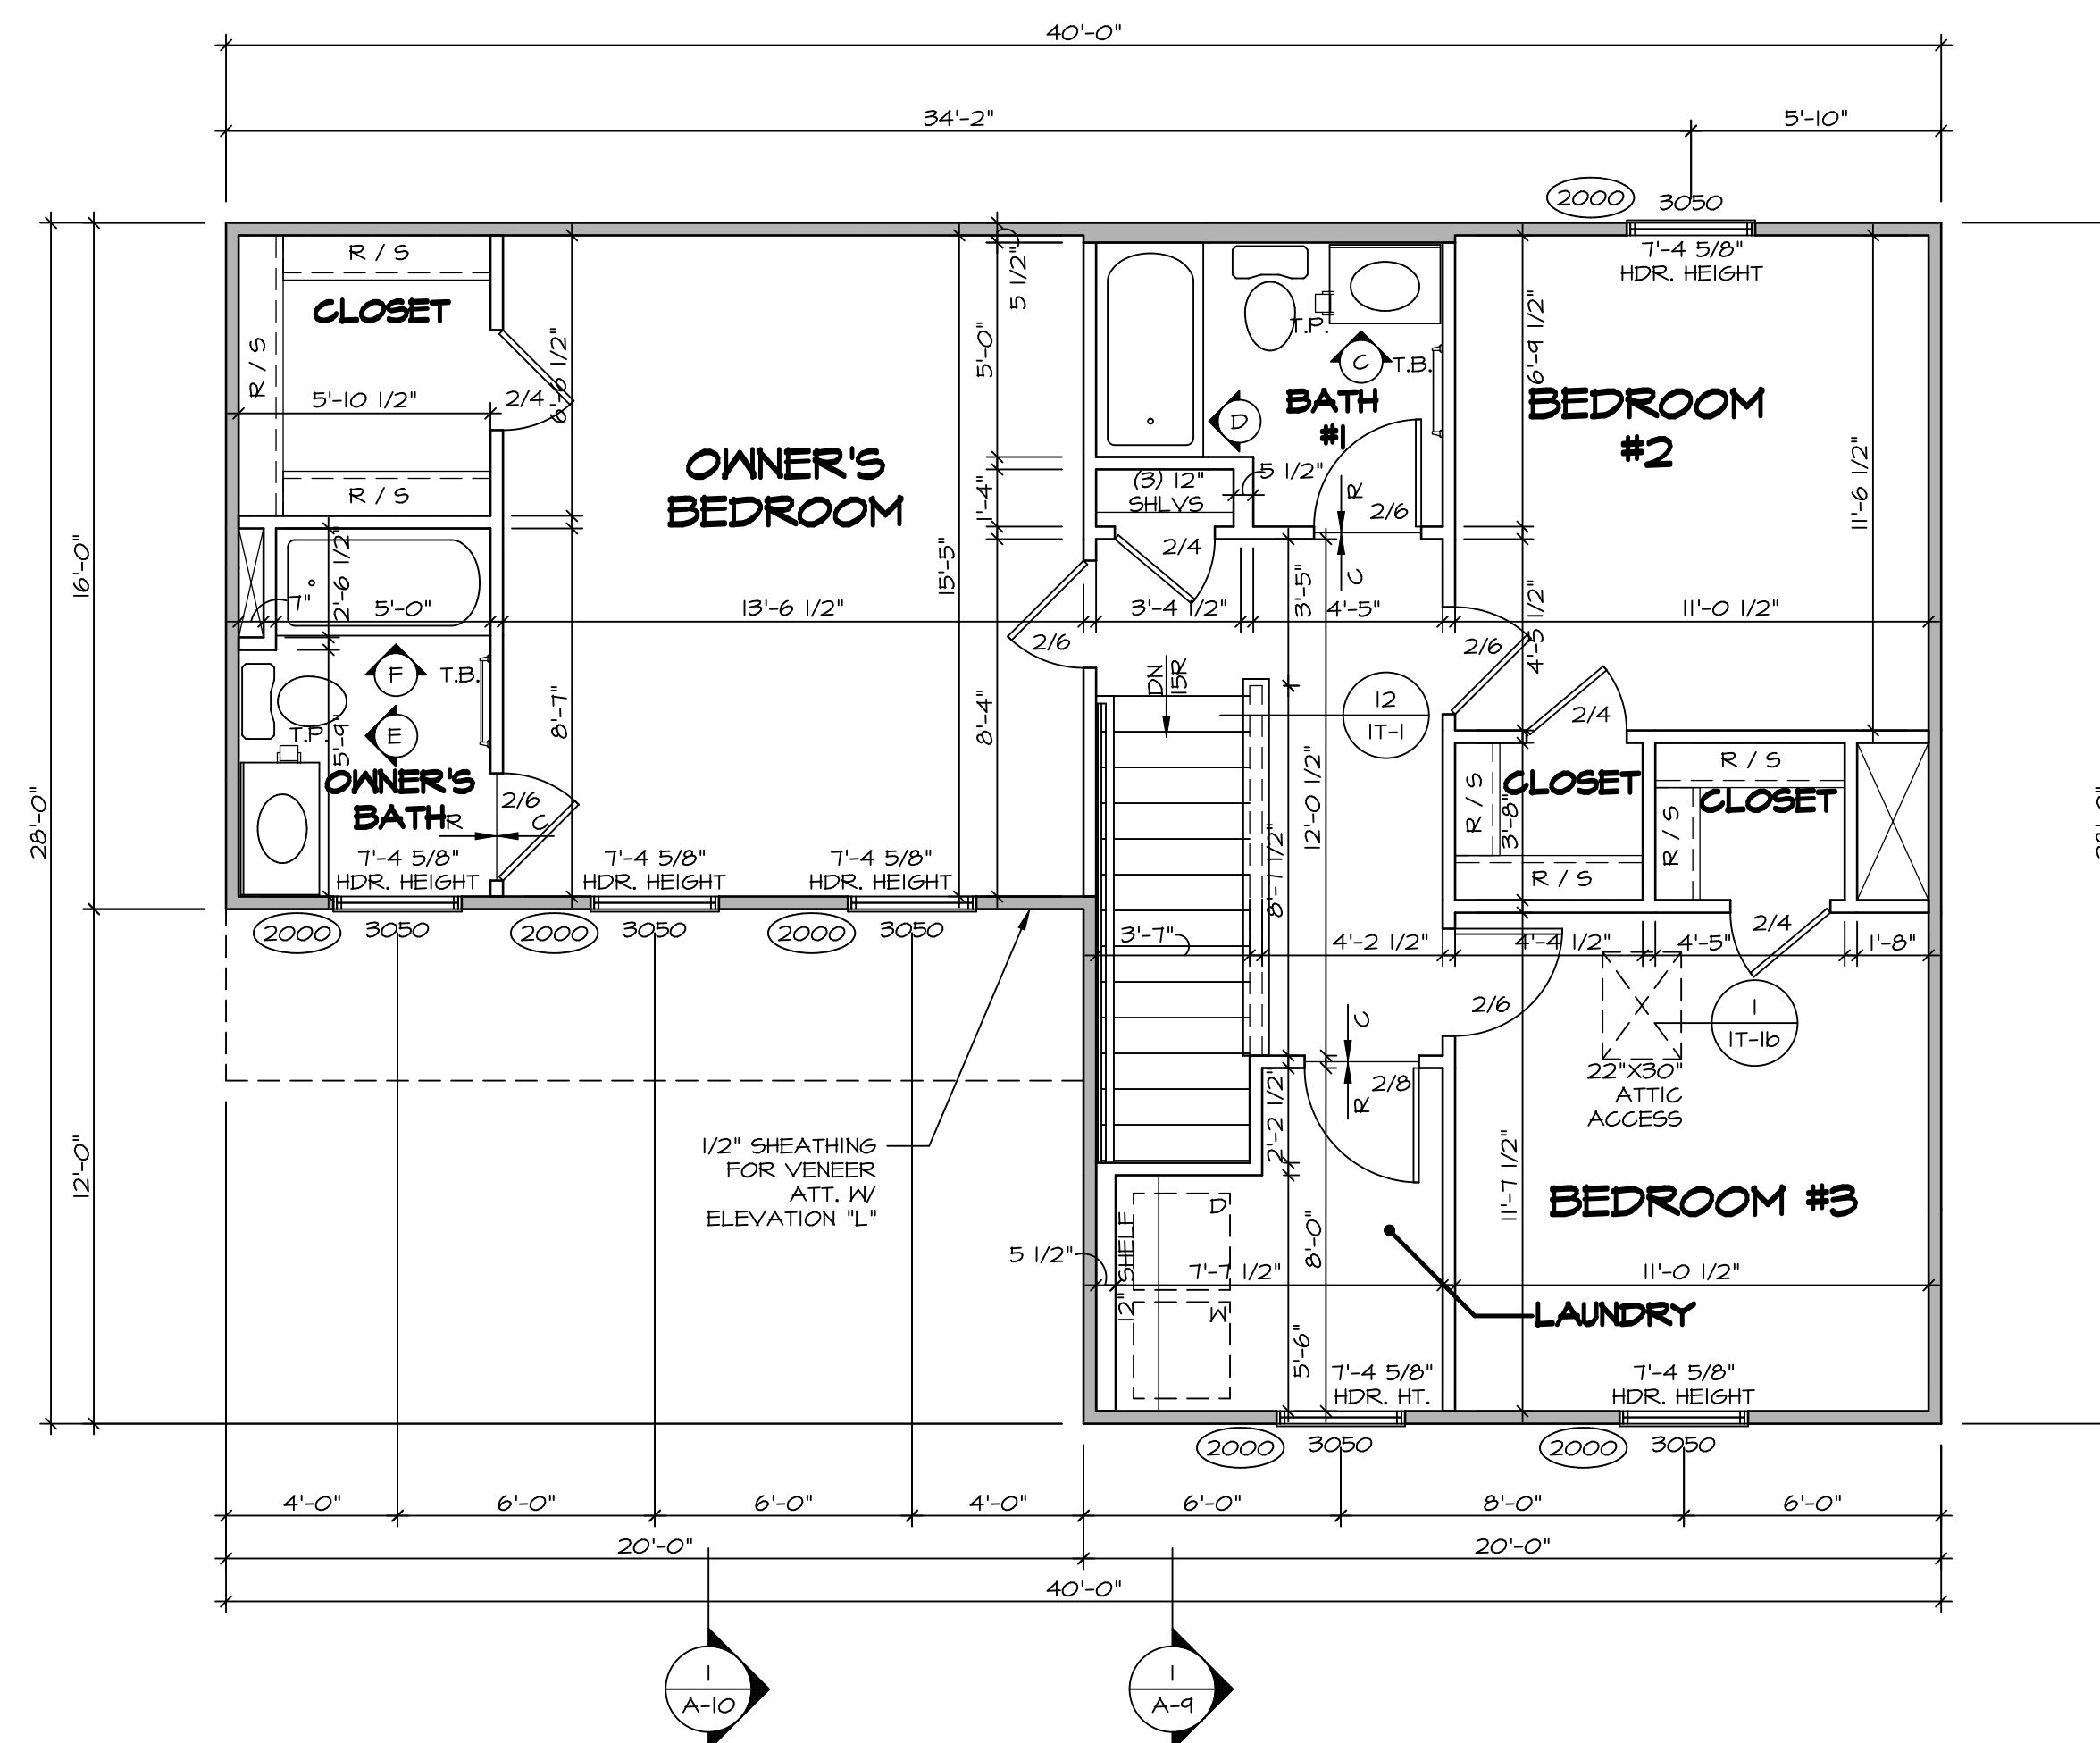 40'-0"
34'-2"
5'-10"
2000
3050
7'-4 5/8"
HDR. HEIGHT
R / S
CLOSET
R / S
5'-10 1/2"
2/4
R / S
5 1/2"
5'-0"
1'-4"
OWNER'S
BEDROOM
15'-5"
T.P.
C
T.B.
D
BATH
#1
(3) 12"
SHLVS
5 1/2"
R
2/6
C
2/4
6'-9 1/2"
BEDROOM
#2
11'-6 1/2"
16'-0"
28'-0"
12'-0"
7"
2'-6 1/2"
5'-0"
13'-6 1/2"
3'-4 1/2"
3'-5"
4'-5"
11'-0 1/2"
2/6
2/6
4'-5 1/2"
F
T.B.
E
T.P.
5'-9"
8'-7"
8'-4"
DN
15R
12
IT-1
2/4
OWNER'S
BATH
R
C
2/6
7'-4 5/8"
HDR. HEIGHT
7'-4 5/8"
HDR. HEIGHT
7'-4 5/8"
HDR. HEIGHT
2000
3050
2000
3050
2000
3050
12'-0 1/2"
8'-7 1/2"
R / S
CLOSET
3'-8"
R / S
R / S
CLOSET
R / S
3'-7"
4'-2 1/2"
4'-4 1/2"
4'-5"
2/4
1'-8"
2/6
1
IT-1b
C
R
2/8
22"X30"
ATTIC
ACCESS
2'-2 1/2"
1/2" SHEATHING
FOR VENEER
ATT. W/
ELEVATION "L"
11'-7 1/2"
BEDROOM #3
12" SHELF
D
W
5 1/2"
7'-7 1/2"
8'-0"
11'-0 1/2"
LAUNDRY
5'-6"
7'-4 5/8"
HDR. HT.
7'-4 5/8"
HDR. HEIGHT
2000
3050
2000
3050
4'-0"
6'-0"
6'-0"
4'-0"
6'-0"
8'-0"
6'-0"
20'-0"
20'-0"
40'-0"
1
A-10
1
A-9